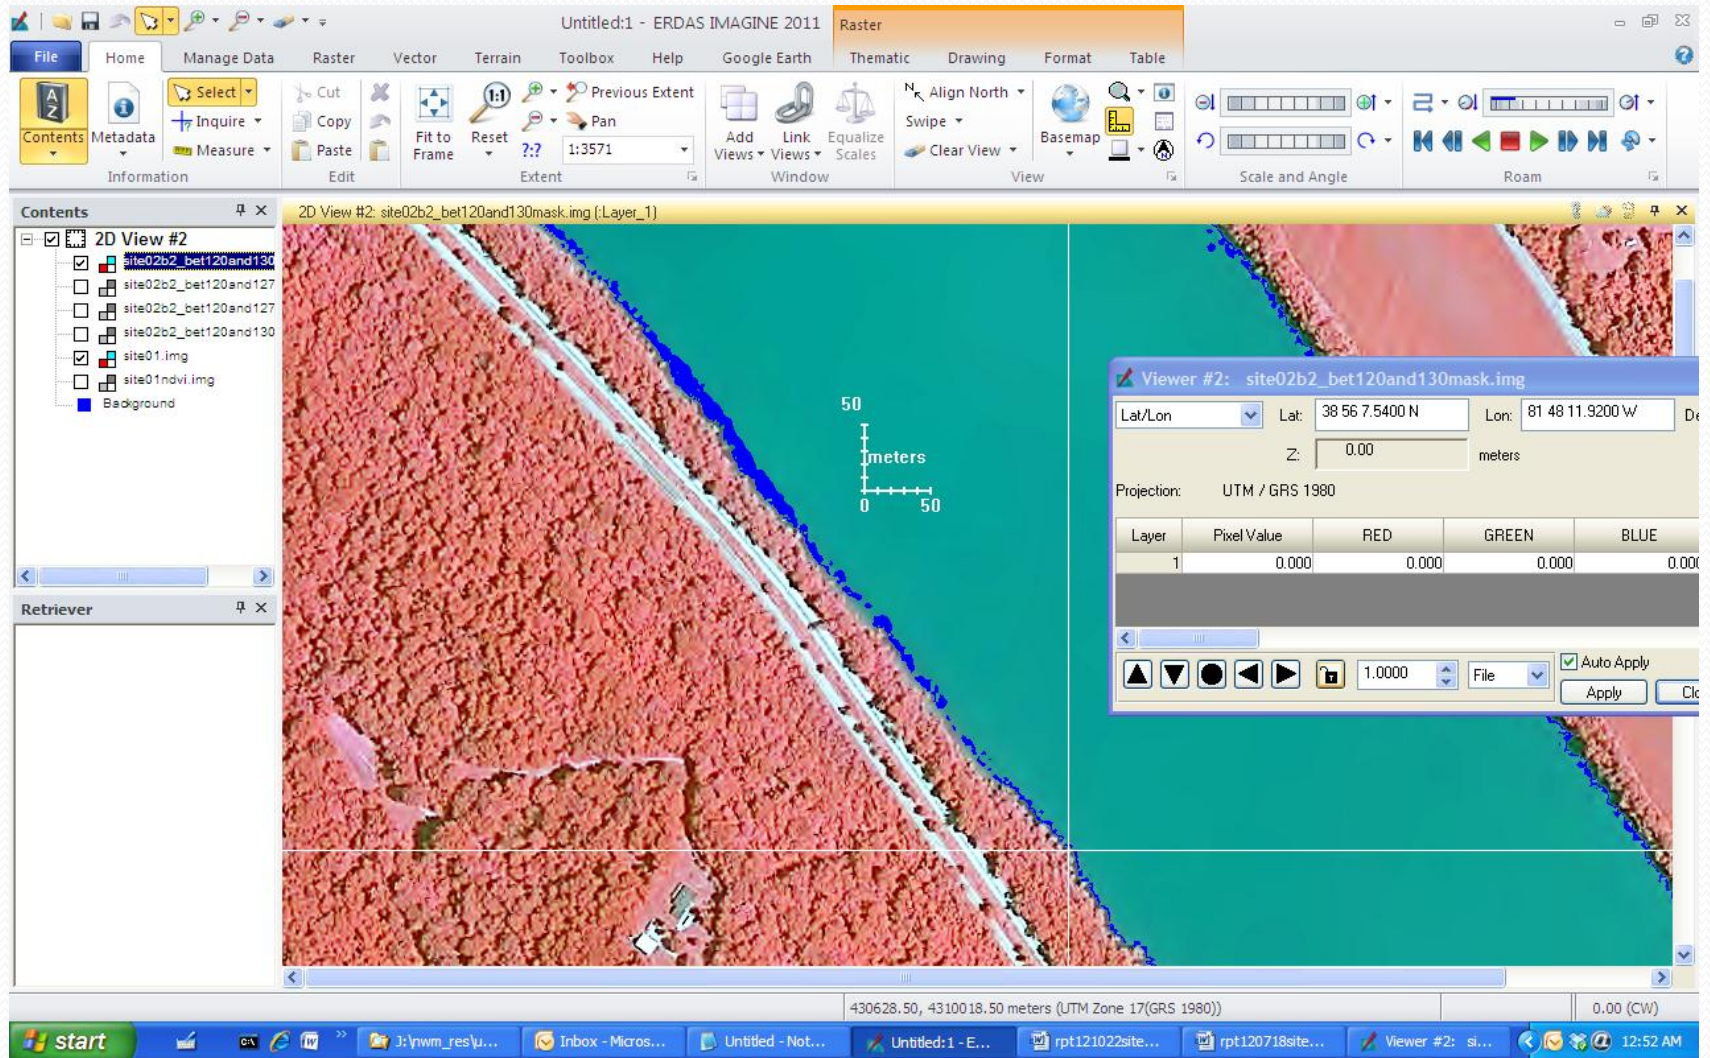 Untitled:1 - ERDAS IMAGINE 2011
Raster
File Home Manage Data Raster Vector Terrain Toolbox Help Google Earth Thematic Drawing Format Table
Contents
Metadata
Select
Inquire
Measure
Information
Cut
Copy
Paste
Edit
Fit to Frame
1:1
Reset
Previous Extent
Pan
1:3571
Extent
Add Views
Link Views
Equalize Scales
Window
Align North
Swipe
Clear View
Basemap
View
Scale and Angle
Roam
Contents
2D View #2: site02b2_bet120and130mask.img (:Layer_1)
2D View #2
site02b2_bet120and130
site02b2_bet120and127
site02b2_bet120and127
site02b2_bet120and130
site01.img
site01ndvi.img
Background
Retriever
50
meters
0 50
Viewer #2: site02b2_bet120and130mask.img
Lat/Lon Lat: 38 56 7.5400 N Lon: 81 48 11.9200 W De
Z: 0.00 meters
Projection: UTM / GRS 1980
Layer Pixel Value RED GREEN BLUE
1 0.000 0.000 0.000 0.000
1.0000 File Auto Apply
Apply Clo
430628.50, 4310018.50 meters (UTM Zone 17(GRS 1980)) 0.00 (CW)
start J:\nwm_res\µ... Inbox - Micros... Untitled - Not... Untitled:1 - E... rpt121022site... rpt120718site... Viewer #2: si... 12:52 AM